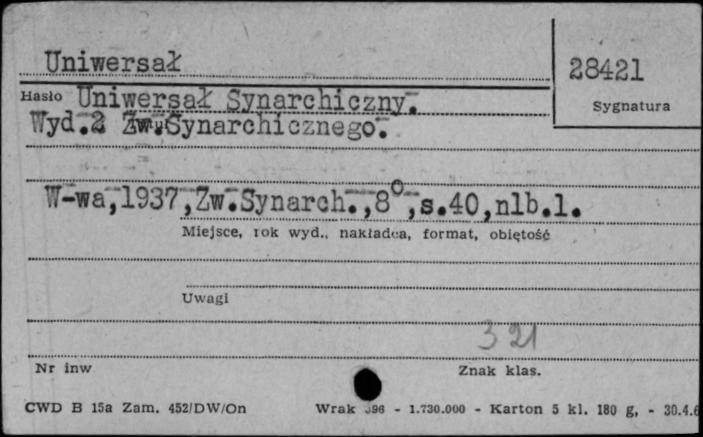 Uniwersał
28421
Hasło Uniwersał Synarchiczny.
Sygnatura
Wyd.2 Zw.Synarchicznego.
W-wa,1937,Zw.Synarch.,8°,s.40,nlb.1.
Miejsce, rok wyd., nakładca, format, obiętość
Uwagi
321
Nr inw
Znak klas.
CWD B 15a Zam. 452/DW/On Wrak 396 - 1.730.000 - Karton 5 kl. 180 g, - 30.4.6